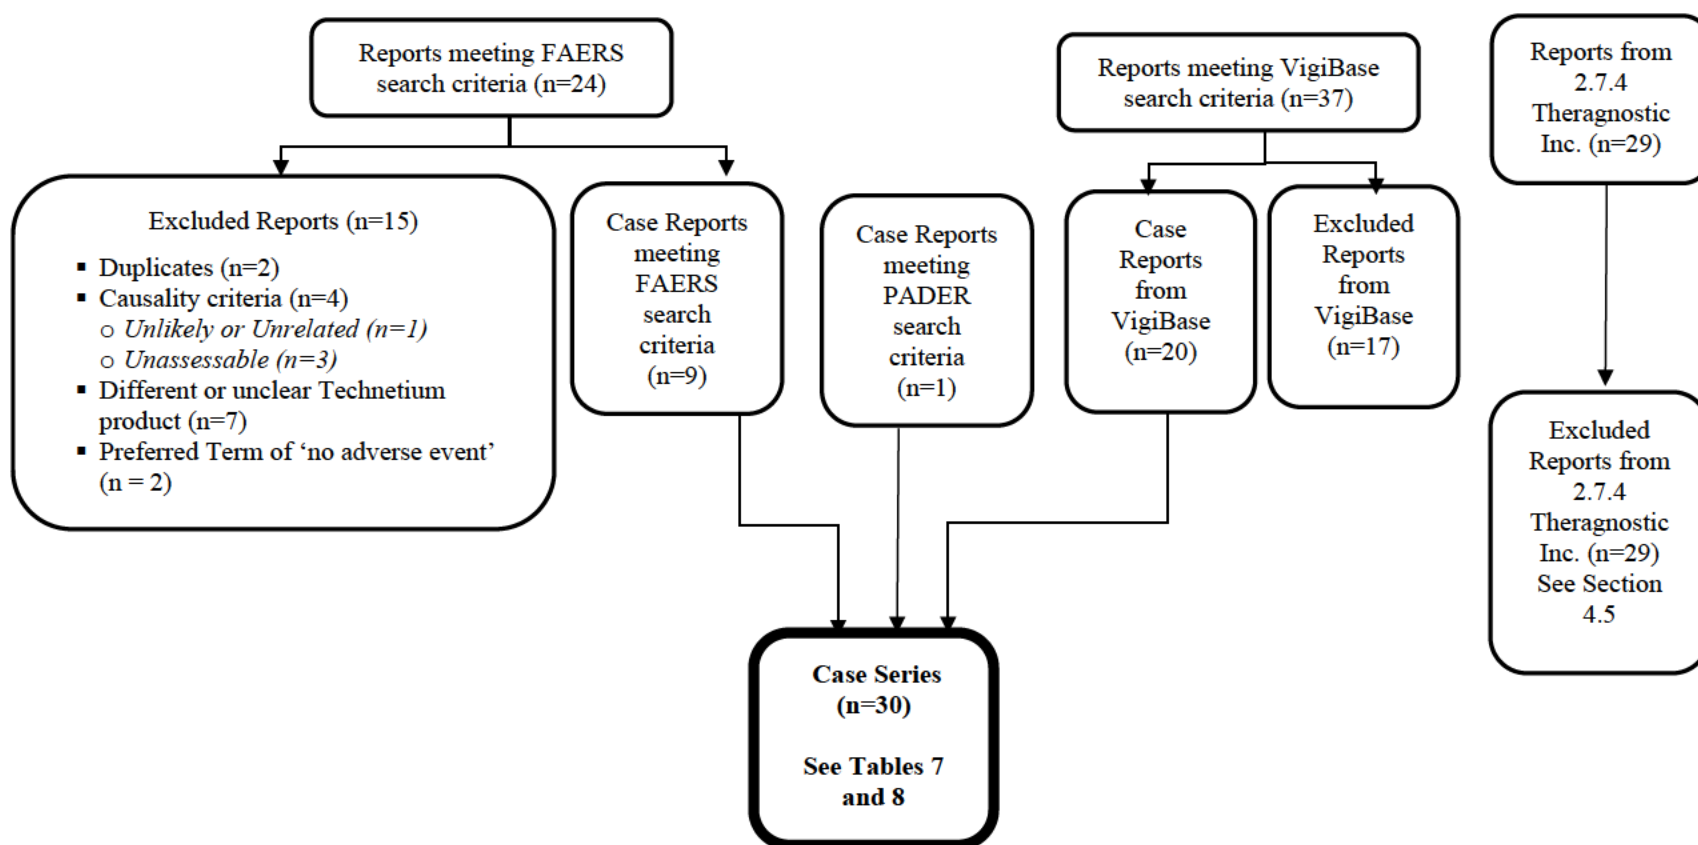 Reports meeting FAERS
search criteria (n=24)
Reports meeting VigiBase
search criteria (n=37)
Reports from
2.7.4
Theragnostic
Inc. (n=29)
Excluded Reports (n=15)
▪ Duplicates (n=2)
▪ Causality criteria (n=4)
o Unlikely or Unrelated (n=1)
o Unassessable (n=3)
▪ Different or unclear Technetium
product (n=7)
▪ Preferred Term of ‘no adverse event’
(n = 2)
Case Reports
meeting
FAERS
search
criteria
(n=9)
Case Reports
meeting
PADER
search
criteria
(n=1)
Case
Reports
from
VigiBase
(n=20)
Excluded
Reports
from
VigiBase
(n=17)
Excluded
Reports from
2.7.4
Theragnostic
Inc. (n=29)
See Section
4.5
Case Series
(n=30)
See Tables 7
and 8